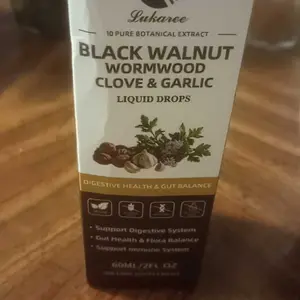 Lukaree
10 PURE BOTANICAL EXTRACT
BLACK WALNUT
WORMWOOD
CLOVE & GARLIC
LIQUID DROPS
DIGESTIVE HEALTH & GUT BALANCE
• Support Digestive System
• Gut Health & Flora Balance
• Support Immune System
60ML/2FL OZ